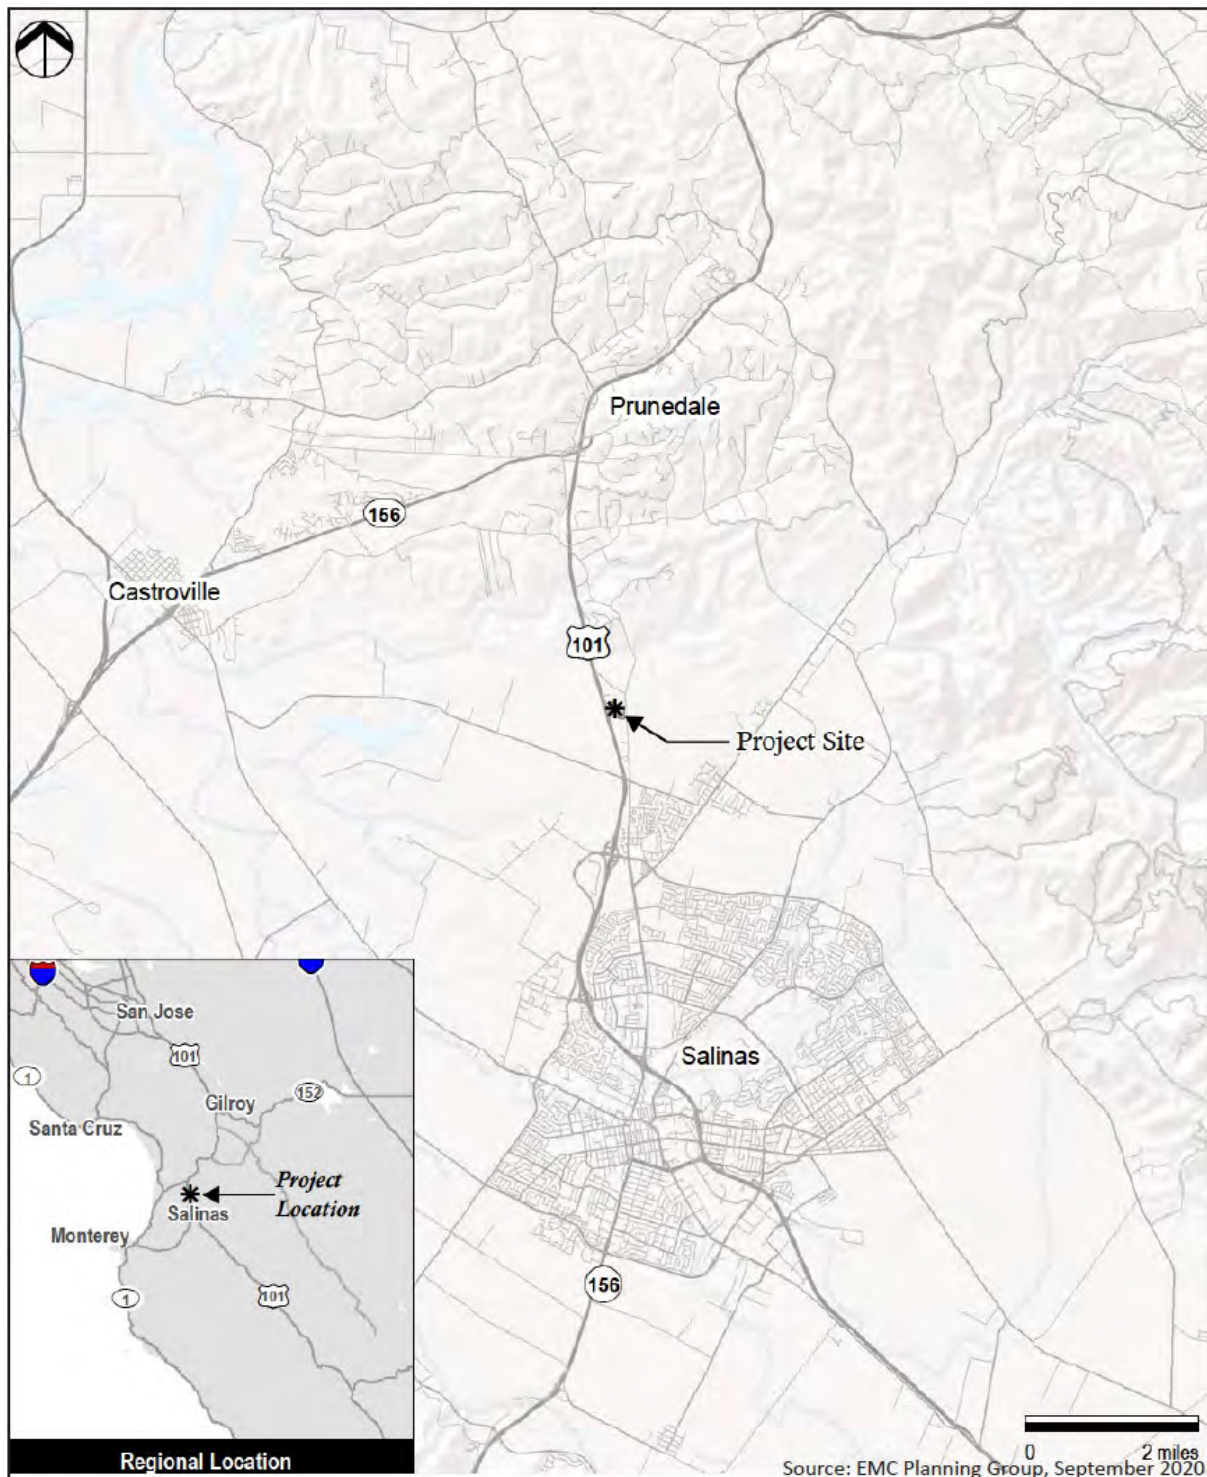 Prunedale
156
Castroville
101
Project Site
Salinas
156
San Jose
101
1
152
Gilroy
Santa Cruz
Project
Location
Salinas
Monterey
101
1
Regional Location
0 2 miles
Source: EMC Planning Group, September 2020